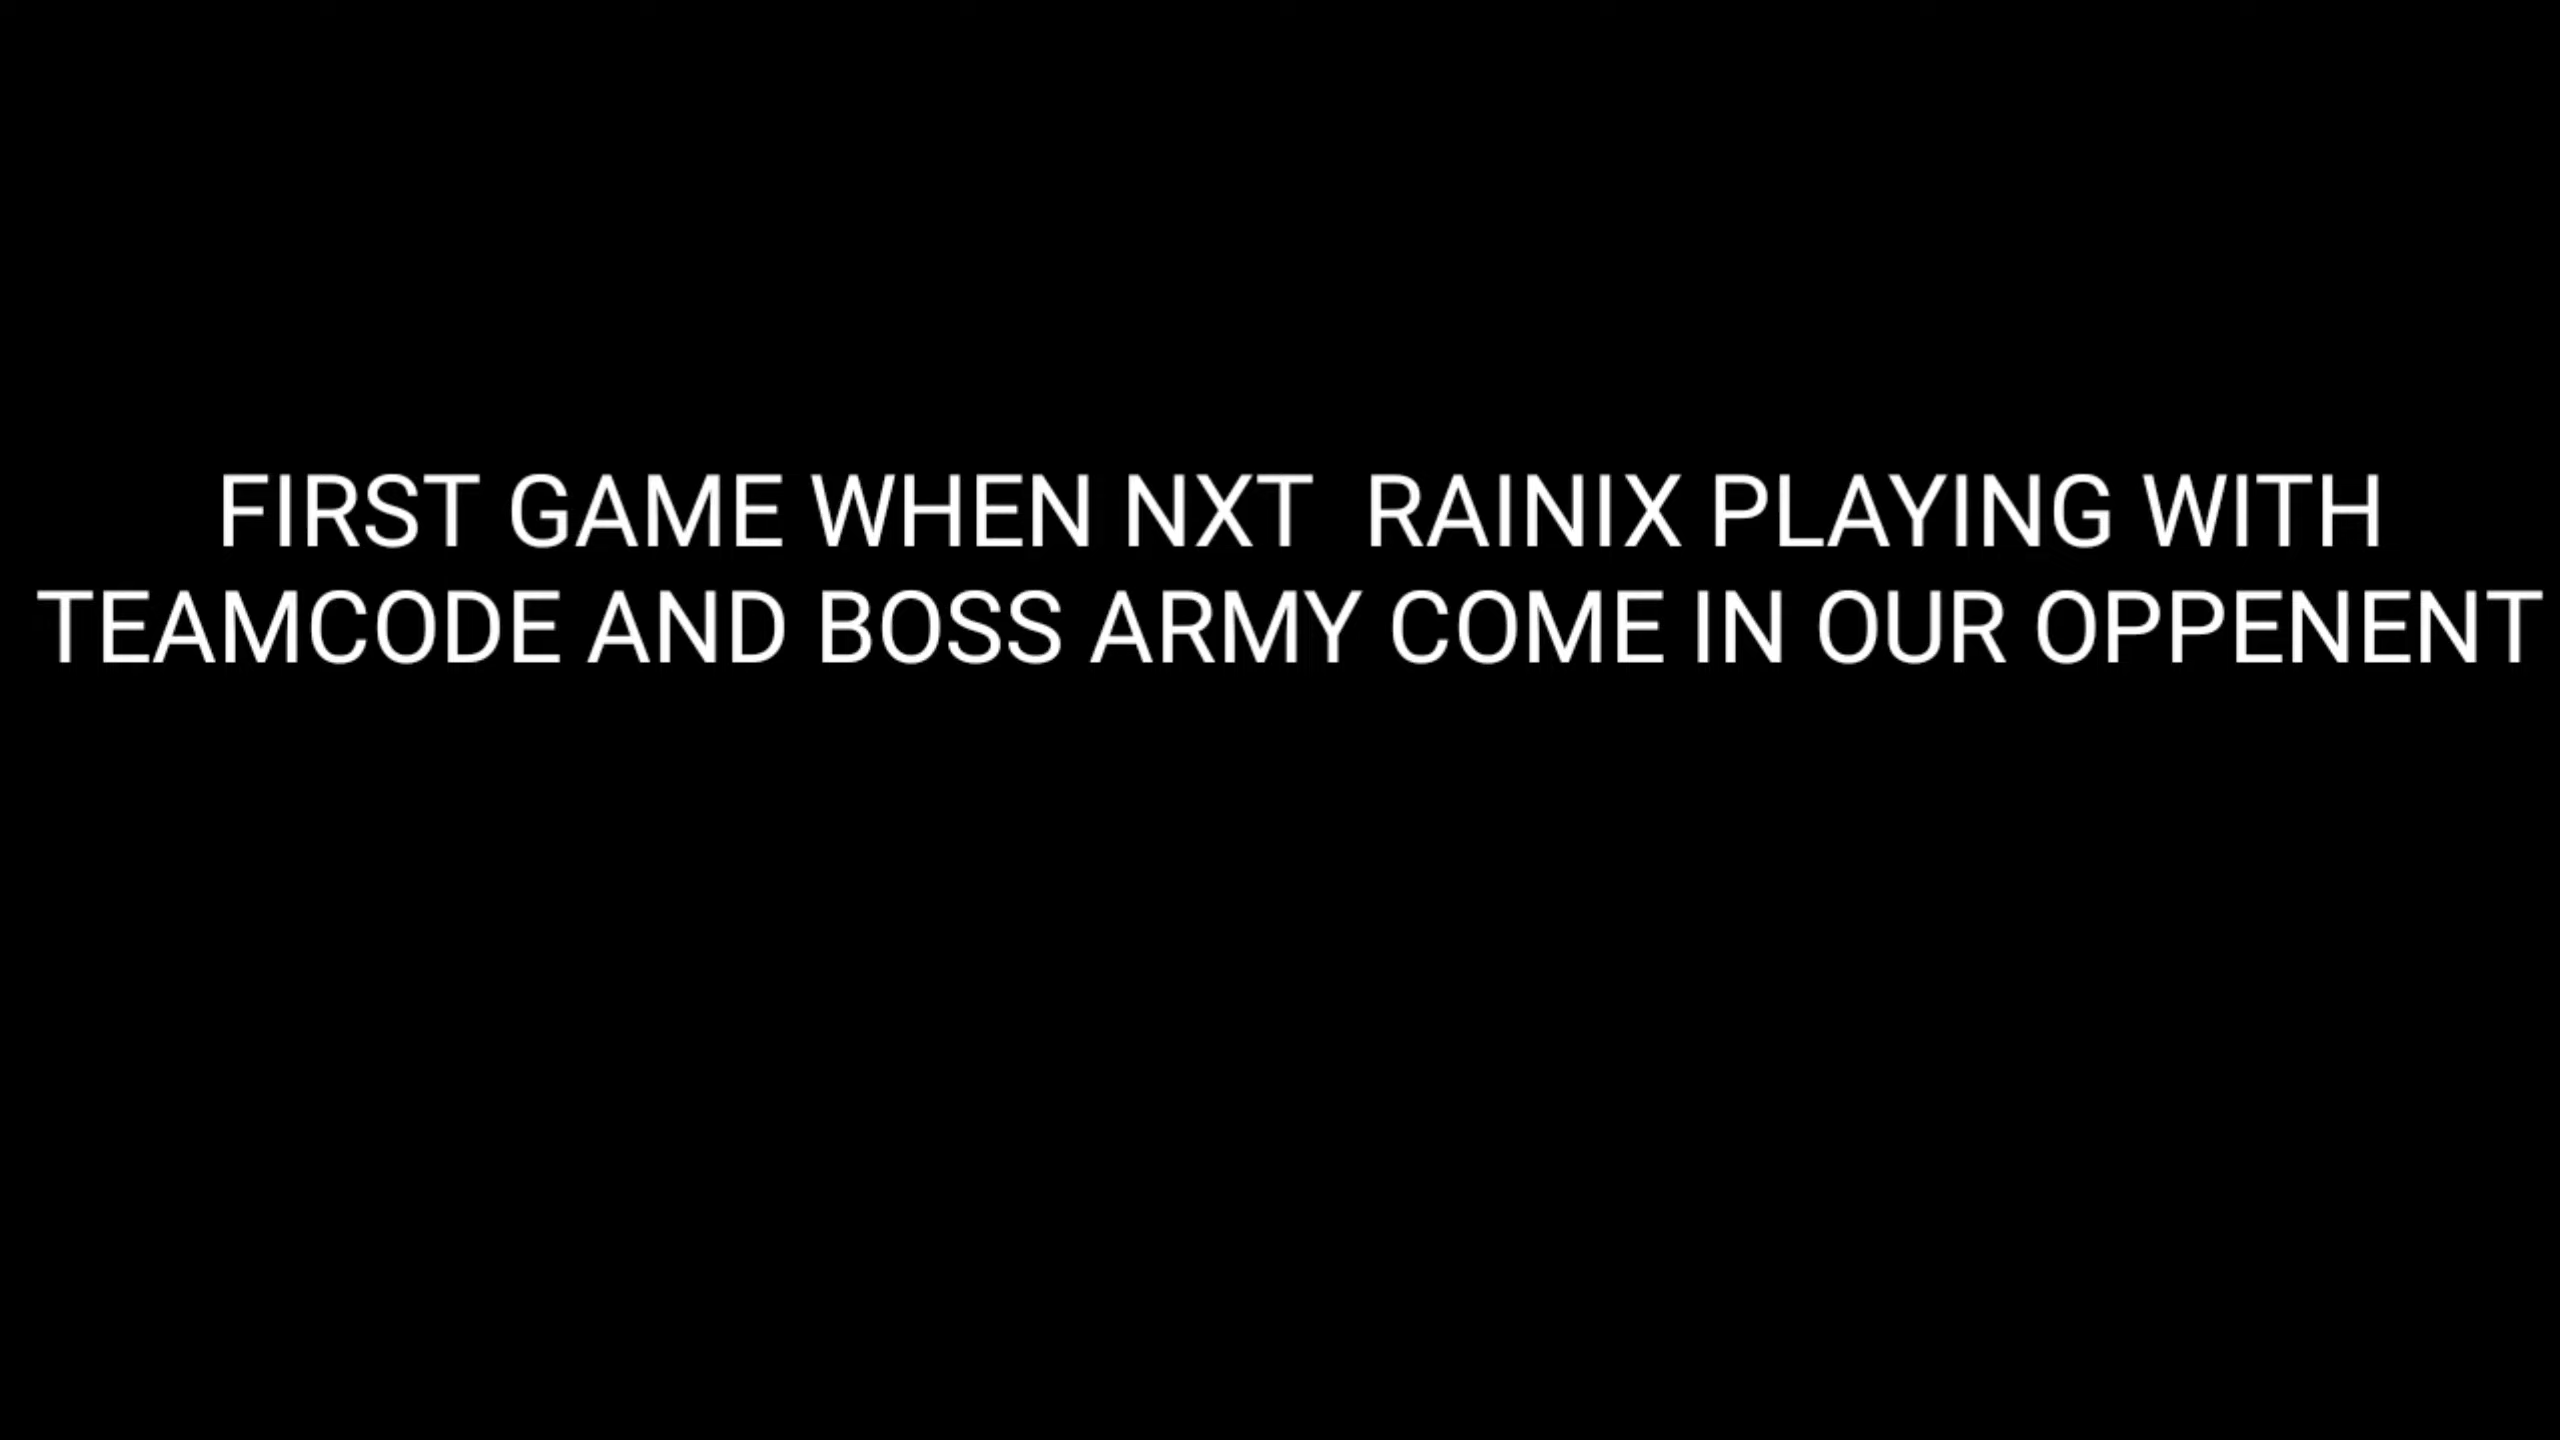 FIRST GAME WHEN NXT  RAINIX PLAYING WITH
TEAMCODE AND BOSS ARMY COME IN OUR OPPENENT